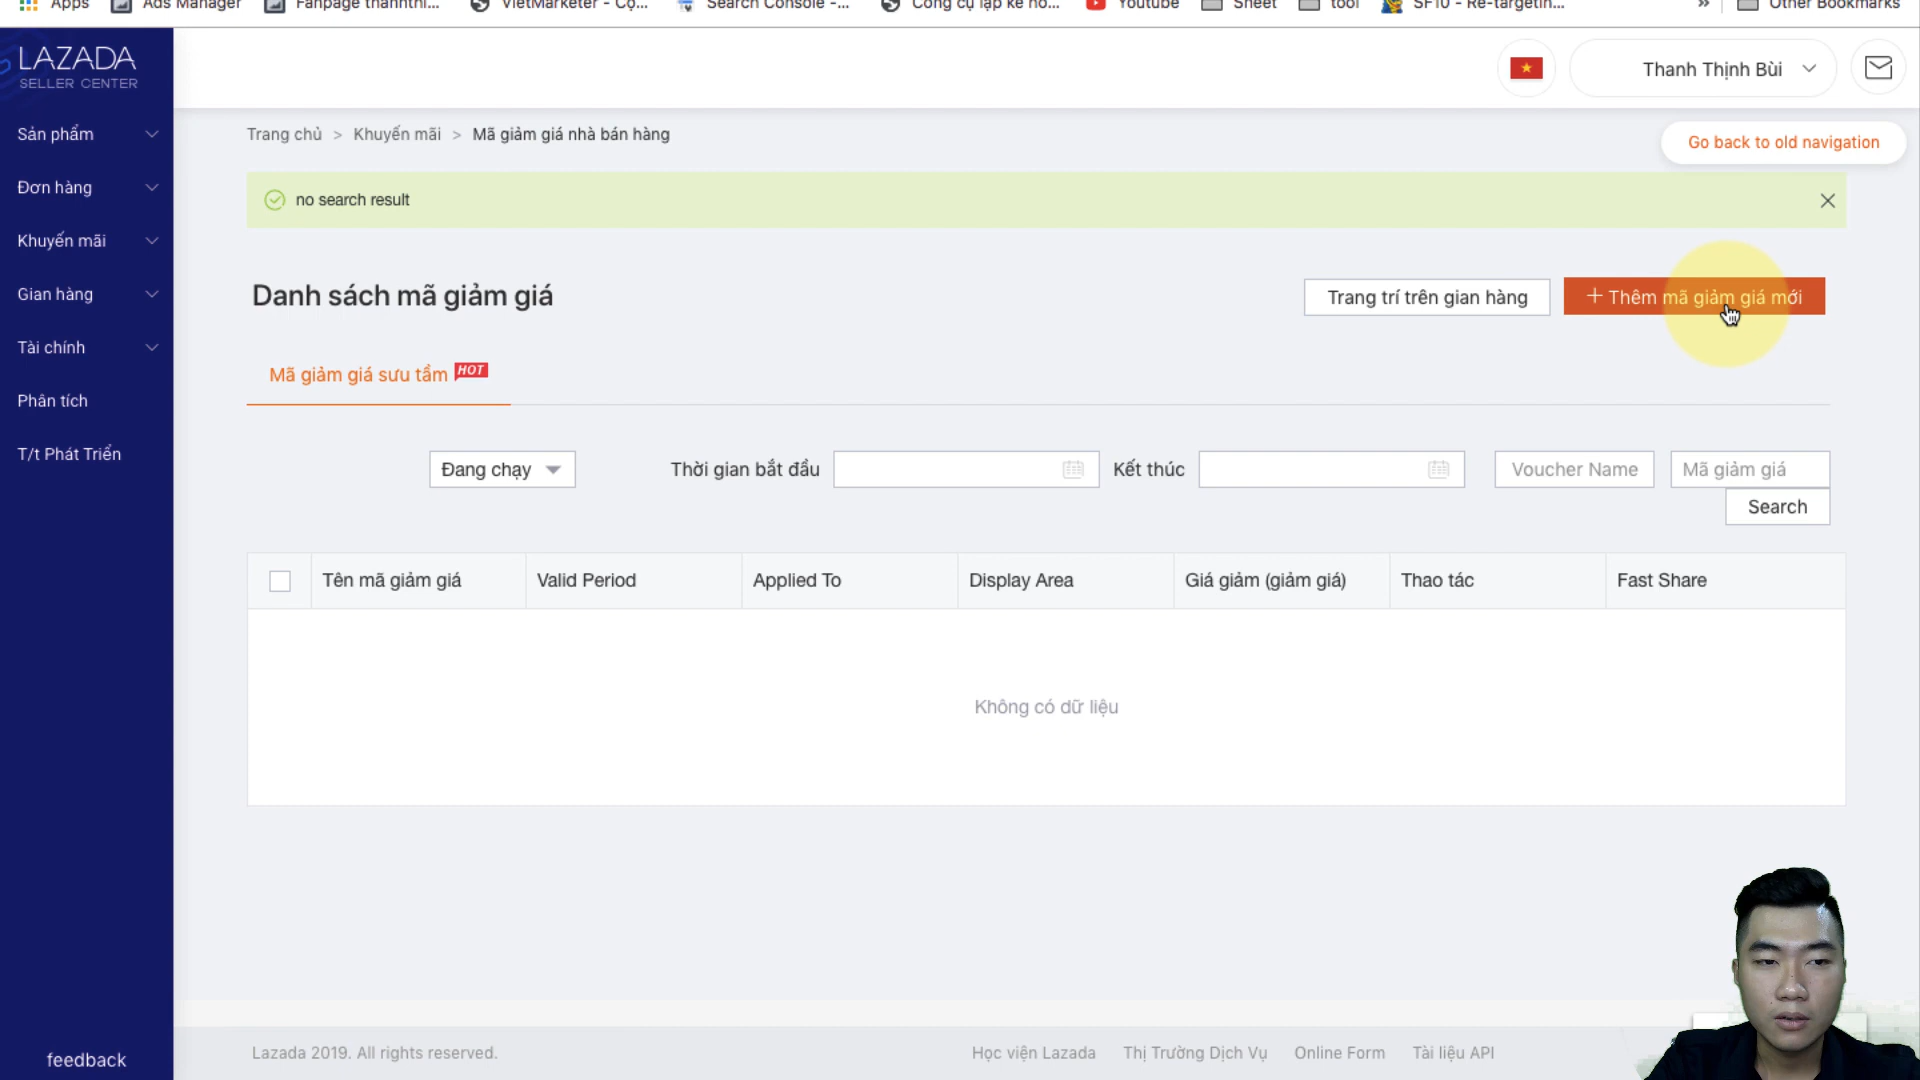 Apps Ads Manager Fanpage thanhthi... VietMarketer - Cộ... Search Console -... Công cụ lập kế ho... Youtube Sheet tool SF10 - Re-targetin... » Other Bookmarks
LAZADA
SELLER CENTER
Thanh Thịnh Bùi
Sản phẩm
Đơn hàng
Khuyến mãi
Gian hàng
Tài chính
Phân tích
T/t Phát Triển
feedback
Trang chủ > Khuyến mãi > Mã giảm giá nhà bán hàng
Go back to old navigation
no search result
Danh sách mã giảm giá
Trang trí trên gian hàng
+ Thêm mã giảm giá mới
Mã giảm giá sưu tầm HOT
Đang chạy Thời gian bắt đầu Kết thúc Voucher Name Mã giảm giá
Search
Tên mã giảm giá Valid Period Applied To Display Area Giá giảm (giảm giá) Thao tác Fast Share
Không có dữ liệu
Lazada 2019. All rights reserved. Học viện Lazada Thị Trường Dịch Vụ Online Form Tài liệu API